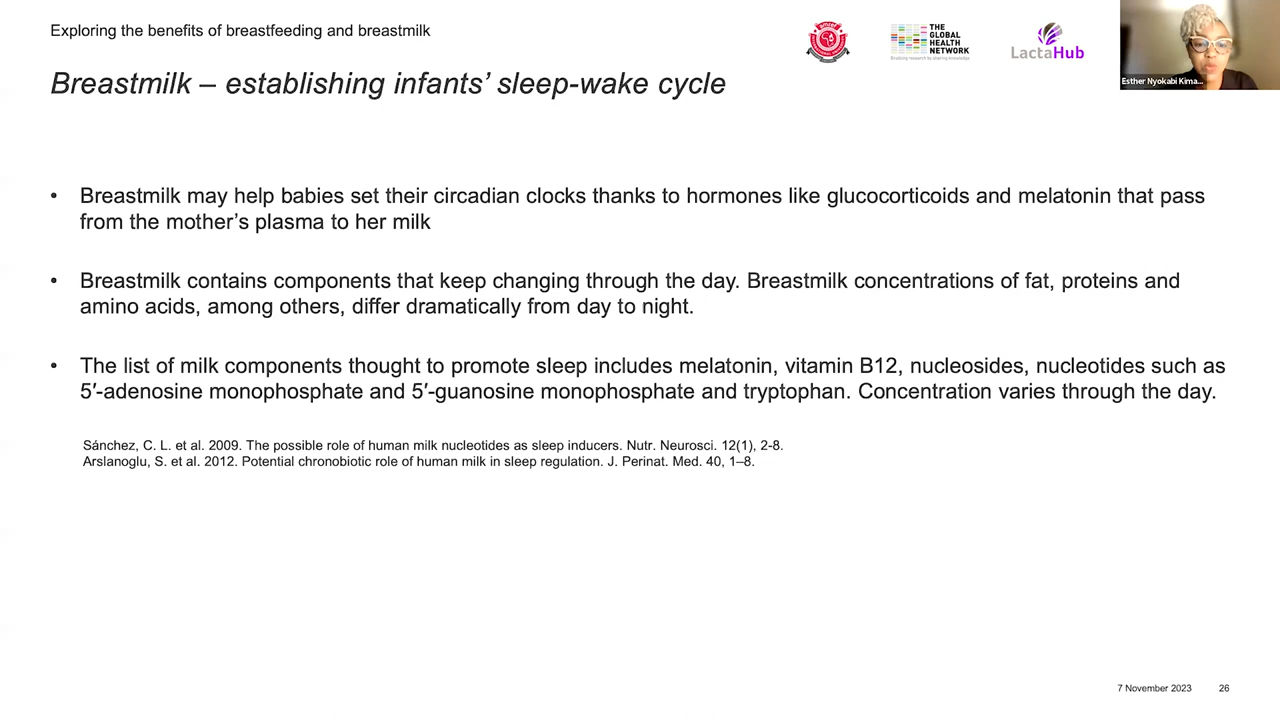 Exploring the benefits of breastfeeding and breastmilk
THE
GLOBAL
HEALTH
NETWORK
Enabling research by sharing knowledge
LactaHub
Esther Nyokabi Kima...
Breastmilk – establishing infants’ sleep-wake cycle
• Breastmilk may help babies set their circadian clocks thanks to hormones like glucocorticoids and melatonin that pass
from the mother’s plasma to her milk
• Breastmilk contains components that keep changing through the day. Breastmilk concentrations of fat, proteins and
amino acids, among others, differ dramatically from day to night.
• The list of milk components thought to promote sleep includes melatonin, vitamin B12, nucleosides, nucleotides such as
5′-adenosine monophosphate and 5′-guanosine monophosphate and tryptophan. Concentration varies through the day.
Sánchez, C. L. et al. 2009. The possible role of human milk nucleotides as sleep inducers. Nutr. Neurosci. 12(1), 2-8.
Arslanoglu, S. et al. 2012. Potential chronobiotic role of human milk in sleep regulation. J. Perinat. Med. 40, 1–8.
7 November 2023 26